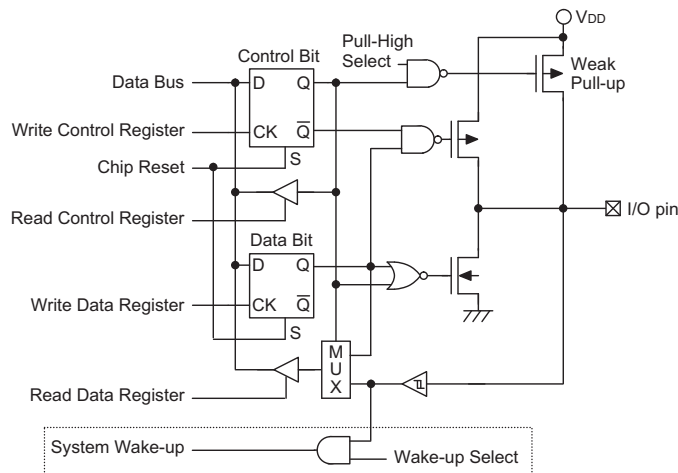 VDD
Pull-High
Select
Control Bit
Weak
Pull-up
Data Bus
D
Q
Write Control Register
CK
Q
S
Chip Reset
I/O pin
Read Control Register
Data Bit
D
Q
Write Data Register
CK
Q
S
M
U
X
Read Data Register
System Wake-up
Wake-up Select